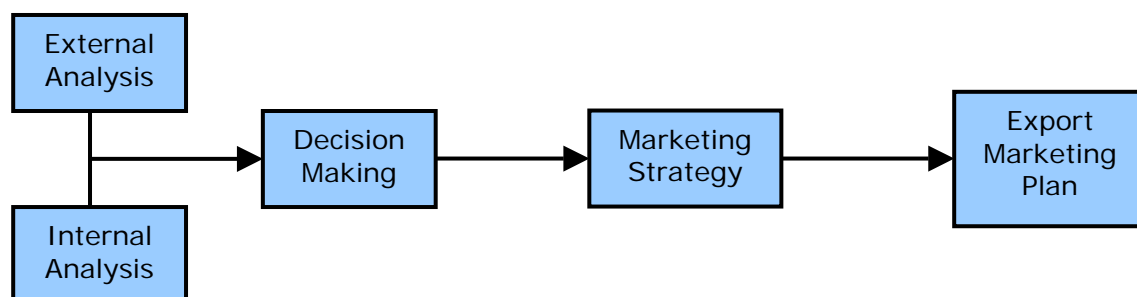 External
Analysis
Internal
Analysis
Decision
Making
Marketing
Strategy
Export
Marketing
Plan